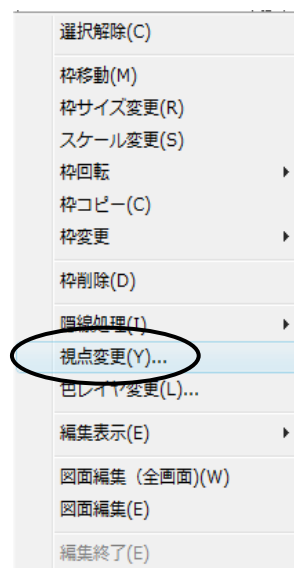 選択解除(C)
枠移動(M)
枠サイズ変更(R)
スケール変更(S)
枠回転
枠コピー(C)
枠変更
枠削除(D)
隠線処理(I)
視点変更(Y)...
色レイヤ変更(L)...
編集表示(E)
図面編集（全画面)(W)
図面編集(E)
編集終了(E)